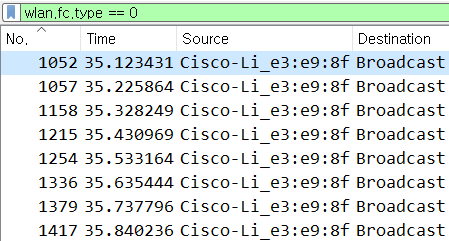 wlan.fc.type == 0
No. Time Source Destination
1052 35.123431 Cisco-Li_e3:e9:8f Broadcast
1057 35.225864 Cisco-Li_e3:e9:8f Broadcast
1158 35.328249 Cisco-Li_e3:e9:8f Broadcast
1215 35.430969 Cisco-Li_e3:e9:8f Broadcast
1254 35.533164 Cisco-Li_e3:e9:8f Broadcast
1336 35.635444 Cisco-Li_e3:e9:8f Broadcast
1379 35.737796 Cisco-Li_e3:e9:8f Broadcast
1417 35.840236 Cisco-Li_e3:e9:8f Broadcast